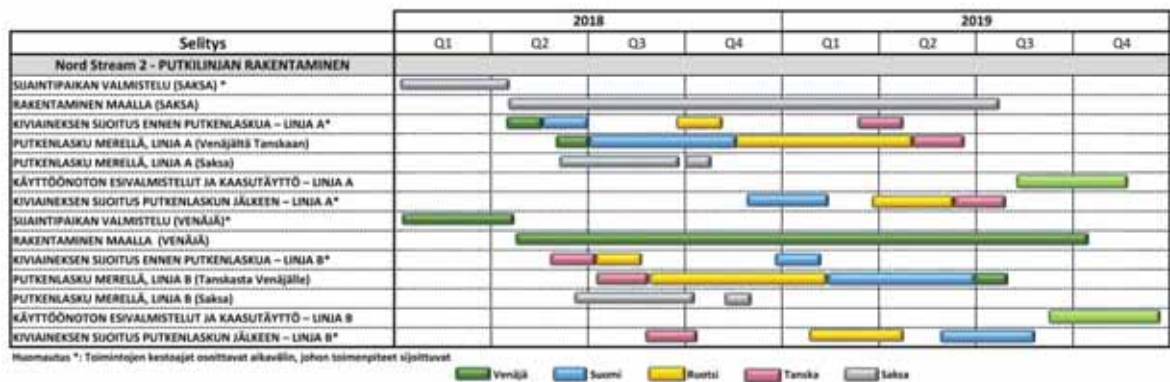 2018 2019
Selitys Q1 Q2 Q3 Q4 Q1 Q2 Q3 Q4
Nord Stream 2 - PUTKILINJAN RAKENTAMINEN
SIJAINTIPAIKAN VALMISTELU (SAKSA) *
RAKENTAMINEN MAALLA (SAKSA)
KIVIAINEKSEN SIJOITUS ENNEN PUTKENLASKUA – LINJA A*
PUTKENLASKU MERELLÄ, LINJA A (Venäjältä Tanskaan)
PUTKENLASKU MERELLÄ, LINJA A (Saksa)
KÄYTTÖÖNOTON ESIVALMISTELUT JA KAASUTÄYTTÖ – LINJA A
KIVIAINEKSEN SIJOITUS PUTKENLASKUN JÄLKEEN – LINJA A*
SIJAINTIPAIKAN VALMISTELU (VENÄJÄ)*
RAKENTAMINEN MAALLA (VENÄJÄ)
KIVIAINEKSEN SIJOITUS ENNEN PUTKENLASKUA – LINJA B*
PUTKENLASKU MERELLÄ, LINJA B (Tanskasta Venäjälle)
PUTKENLASKU MERELLÄ, LINJA B (Saksa)
KÄYTTÖÖNOTON ESIVALMISTELUT JA KAASUTÄYTTÖ – LINJA B
KIVIAINEKSEN SIJOITUS PUTKENLASKUN JÄLKEEN – LINJA B*
Huomautus *: Toimintojen kestoajat osoittavat aikavälin, johon toimenpiteet sijoittuvat
Venäjä Suomi Ruotsi Tanska Saksa